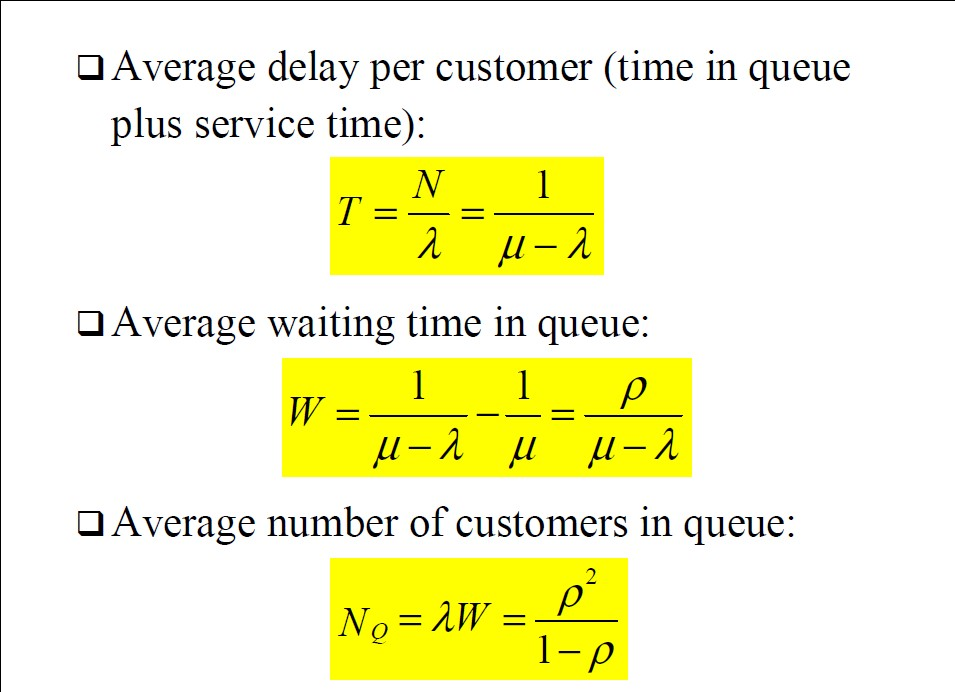 ❑ Average delay per customer (time in queue
plus service time):
T = N/λ = 1/(μ − λ)
❑ Average waiting time in queue:
W = 1/(μ − λ) − 1/μ = ρ/(μ − λ)
❑ Average number of customers in queue:
N_Q = λW = ρ²/(1 − ρ)